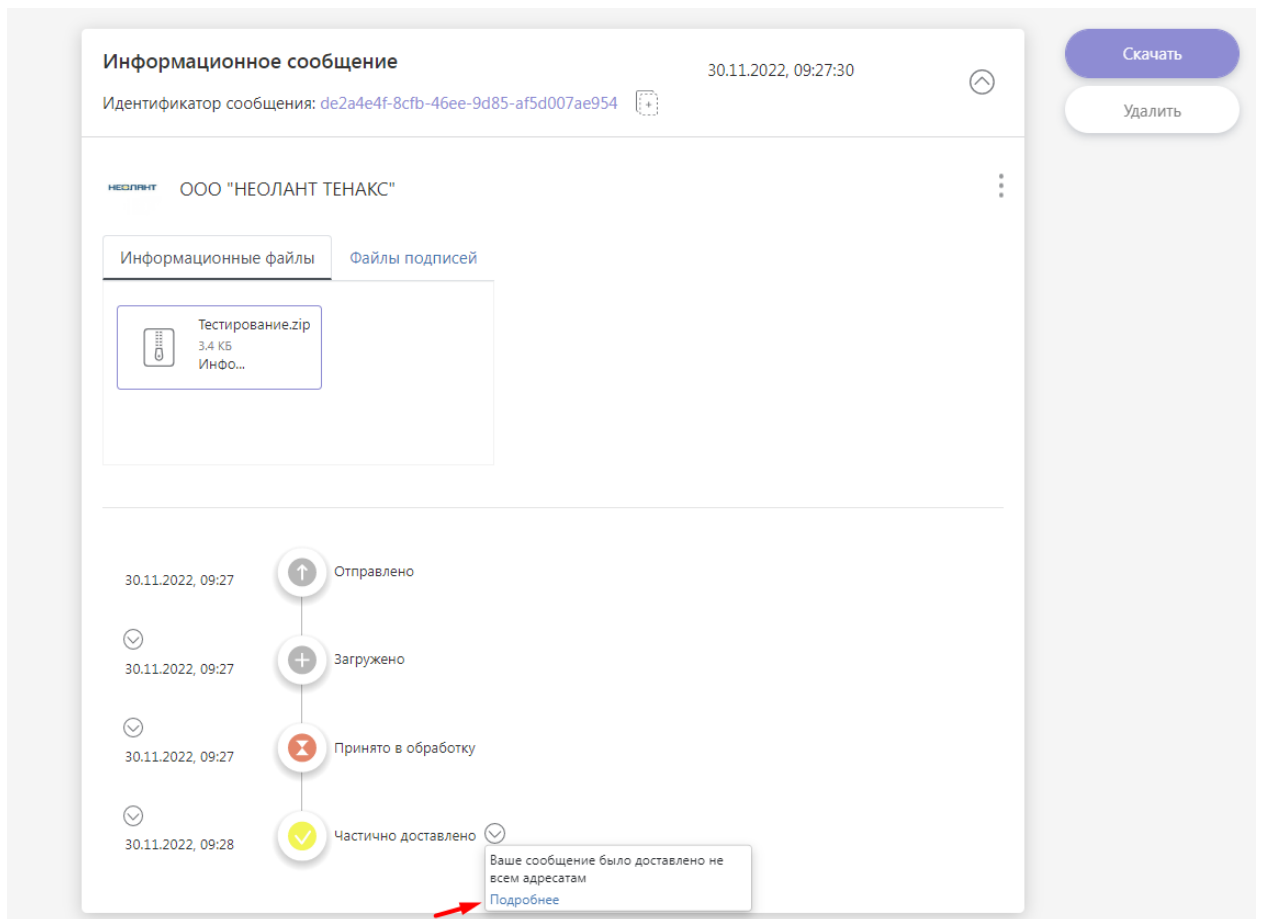 Информационное сообщение
30.11.2022, 09:27:30
Идентификатор сообщения: de2a4e4f-8cfb-46ee-9d85-af5d007ae954
Скачать
Удалить
НЕОЛАНТ
ООО "НЕОЛАНТ ТЕНАКС"
Информационные файлы
Файлы подписей
Тестирование.zip
3.4 КБ
Инфо...
30.11.2022, 09:27
Отправлено
30.11.2022, 09:27
Загружено
30.11.2022, 09:27
Принято в обработку
30.11.2022, 09:28
Частично доставлено
Ваше сообщение было доставлено не
всем адресатам
Подробнее